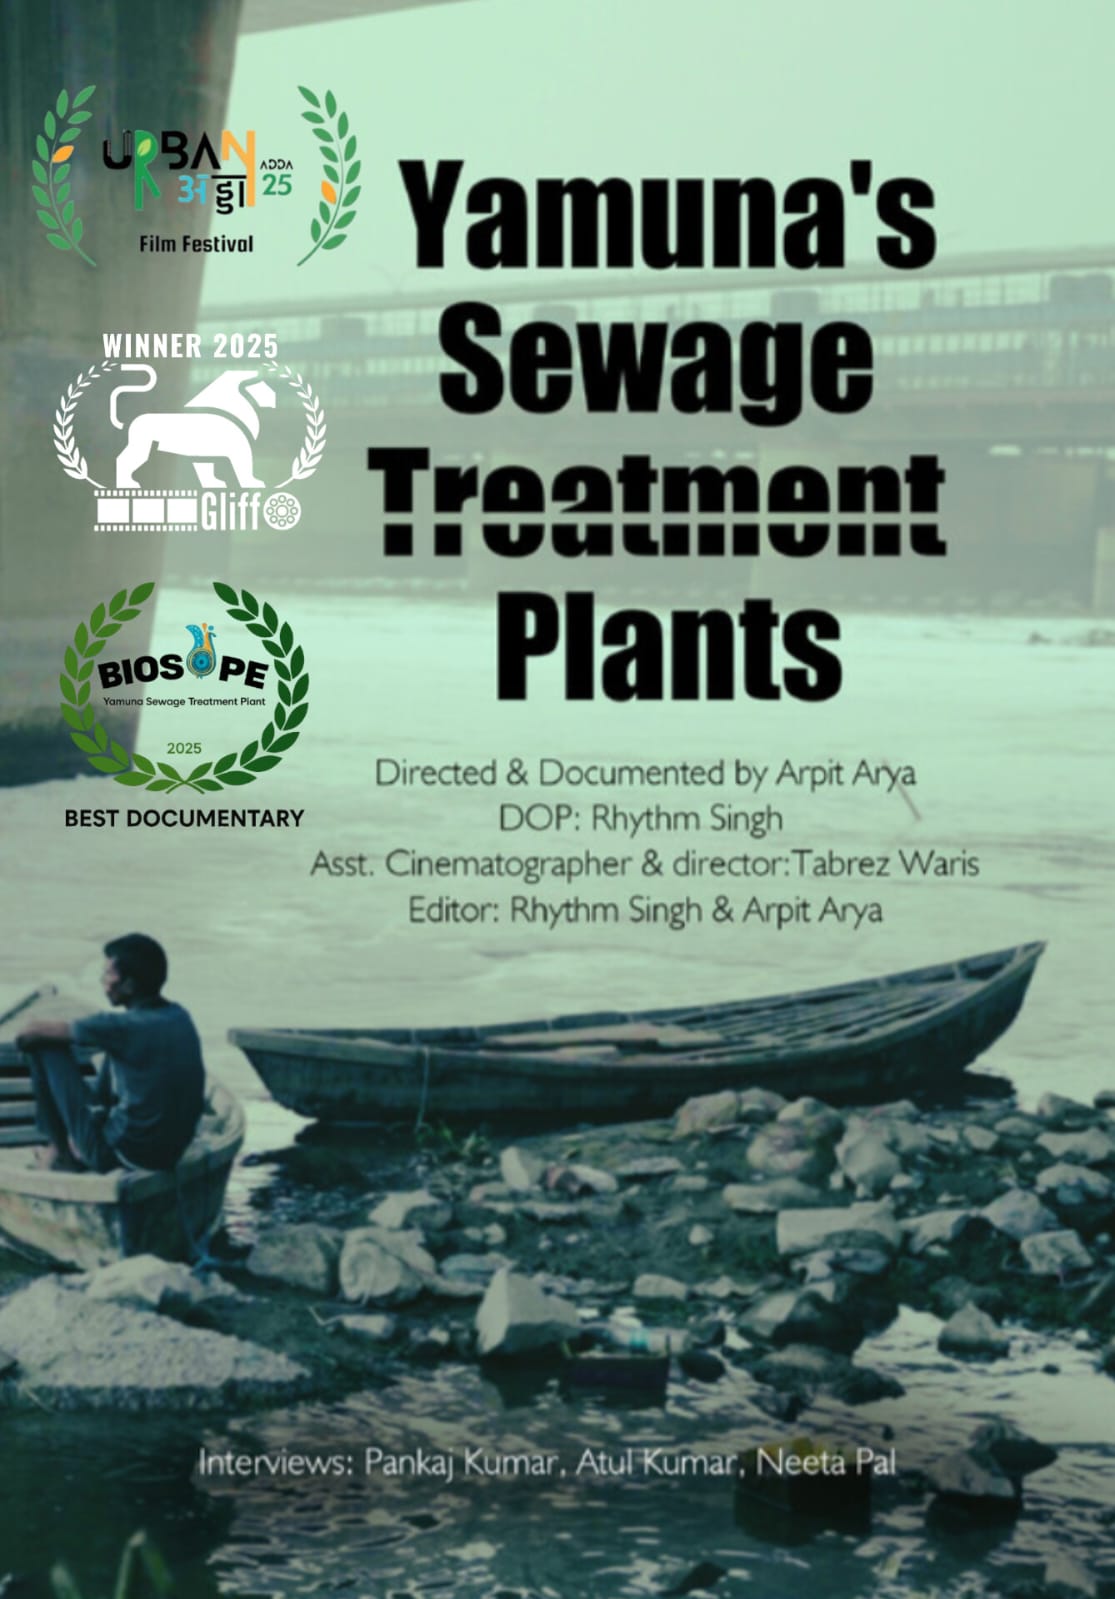 URBAN
अड्डा
ADDA
25
Film Festival
WINNER 2025
Gliff
BIOSOPE
Yamuna Sewage Treatment Plant
2025
BEST DOCUMENTARY
Yamuna's
Sewage
Treatment
Plants
Directed & Documented by Arpit Arya
DOP: Rhythm Singh
Asst. Cinematographer & director:Tabrez Waris
Editor: Rhythm Singh & Arpit Arya
Interviews: Pankaj Kumar, Atul Kumar, Neeta Pal